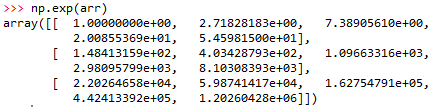 >>> np.exp(arr)
array([[  1.00000000e+00,   2.71828183e+00,   7.38905610e+00,
          2.00855369e+01,   5.45981500e+01],
       [  1.48413159e+02,   4.03428793e+02,   1.09663316e+03,
          2.98095799e+03,   8.10308393e+03],
       [  2.20264658e+04,   5.98741417e+04,   1.62754791e+05,
          4.42413392e+05,   1.20260428e+06]])